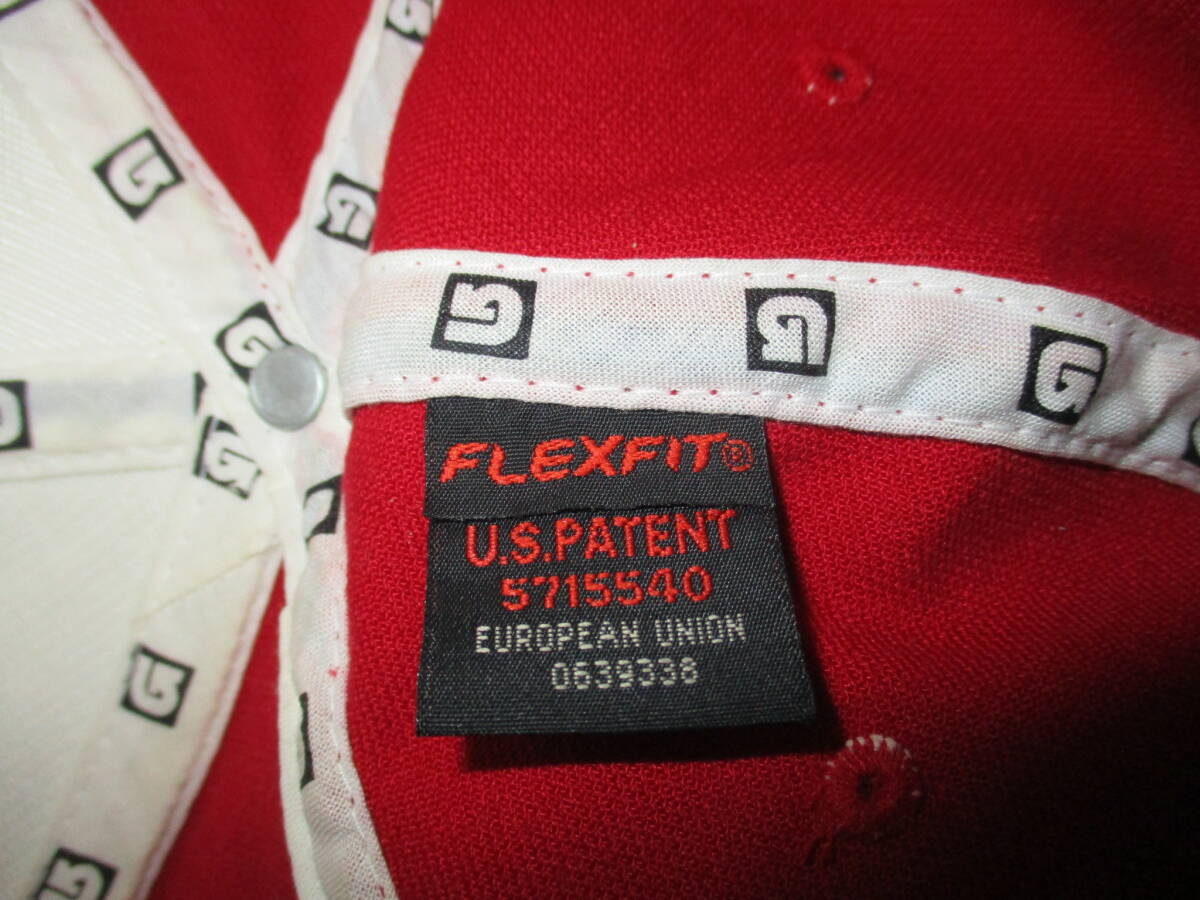 FLEXFIT®
U.S.PATENT
5715540
EUROPEAN UNION
0639338